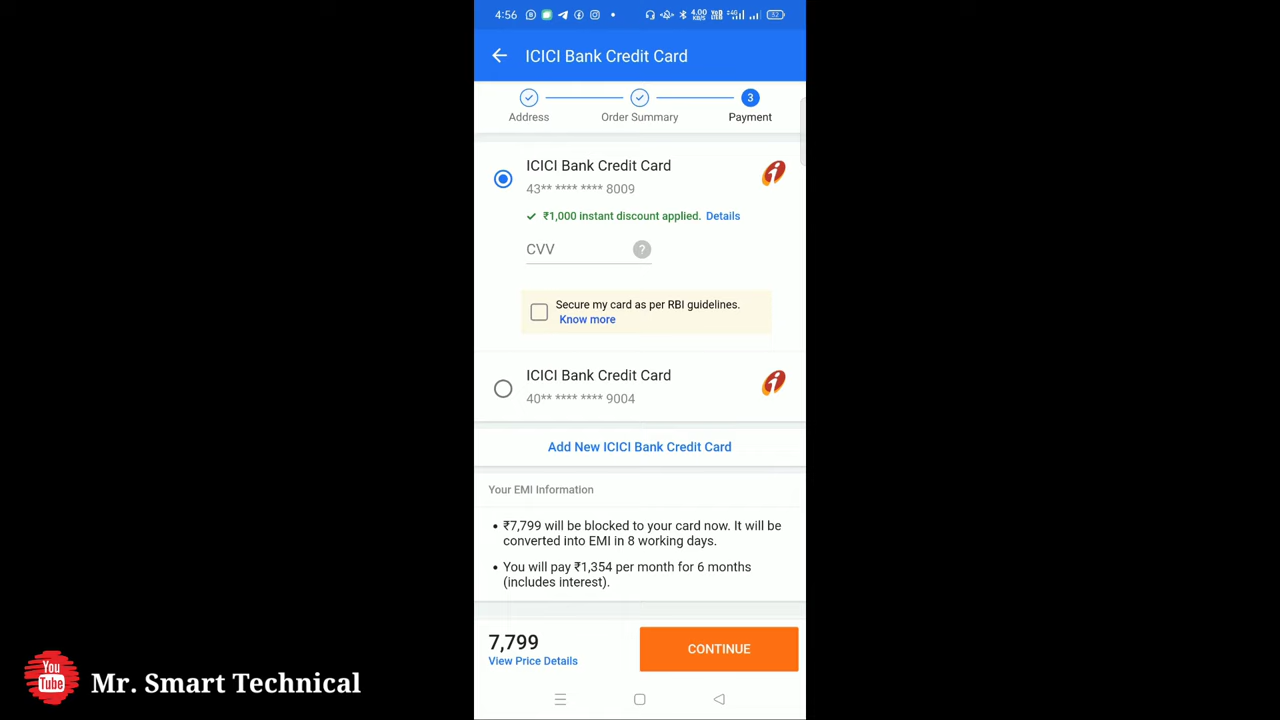 4:56
4.00 KB/S
52
ICICI Bank Credit Card
3
Address
Order Summary
Payment
ICICI Bank Credit Card
43** **** **** 8009
₹1,000 instant discount applied. Details
CVV
?
Secure my card as per RBI guidelines.
Know more
ICICI Bank Credit Card
40** **** **** 9004
Add New ICICI Bank Credit Card
Your EMI Information
• ₹7,799 will be blocked to your card now. It will be
converted into EMI in 8 working days.
• You will pay ₹1,354 per month for 6 months
(includes interest).
7,799
View Price Details
CONTINUE
You
Tube
Mr. Smart Technical